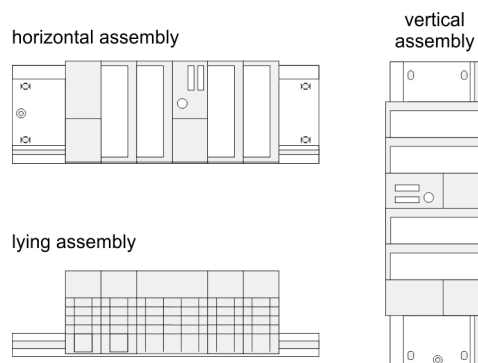 horizontal assembly
vertical
assembly
lying assembly